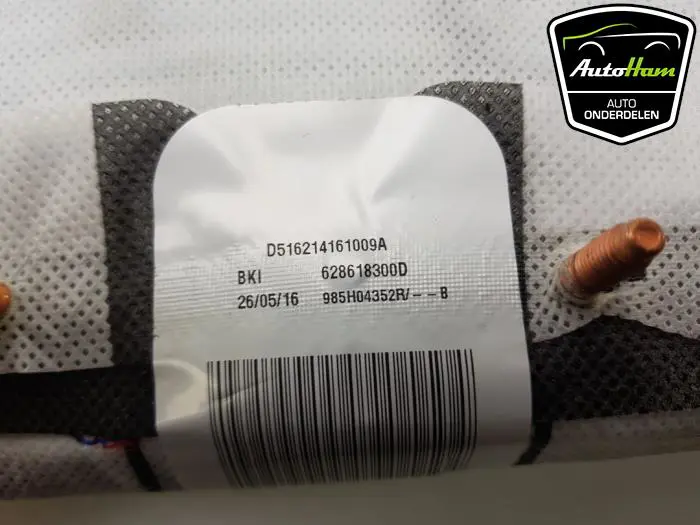 AutoHam
AUTO
ONDERDELEN
D516214161009A
BKI 628618300D
26/05/16 985H04352R/--B